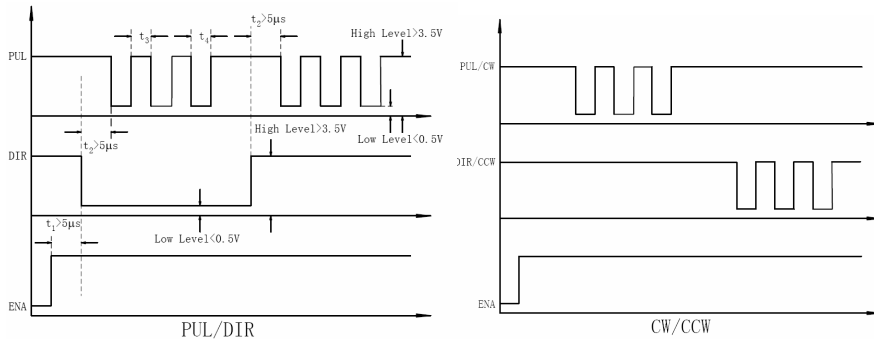 t₂>5μs
t₃
t₄
High Level>3.5V
PUL
Low Level<0.5V
t₂>5μs
High Level>3.5V
DIR
t₁>5μs
Low Level<0.5V
ENA
PUL/DIR
PUL/CW
DIR/CCW
ENA
CW/CCW